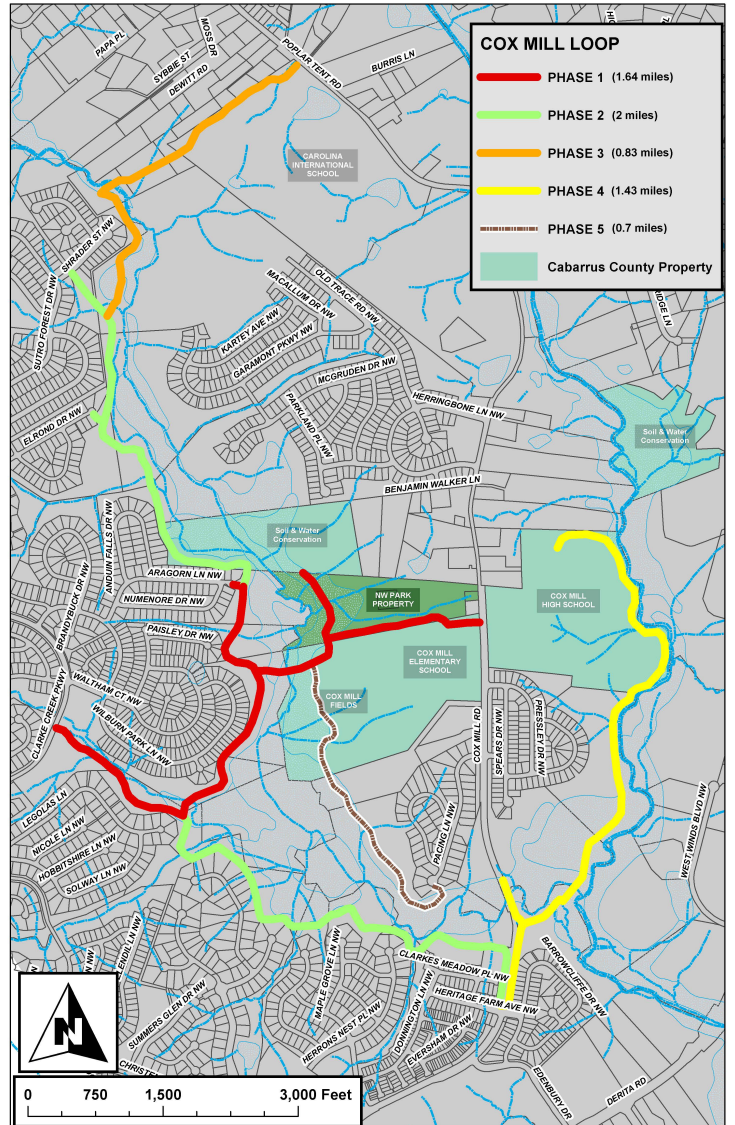 PAPA PL
SYBBIE ST
MOSS DR
DEWITT RD
POPLAR TENT RD
BURRIS LN
COX MILL LOOP
PHASE 1 (1.64 miles)
PHASE 2 (2 miles)
PHASE 3 (0.83 miles)
PHASE 4 (1.43 miles)
PHASE 5 (0.7 miles)
Cabarrus County Property
CAROLINA
INTERNATIONAL
SCHOOL
SHRADER ST NW
SUTRO FOREST DR NW
OLD TRACE RD NW
MACALLUM DR NW
KARTEY AVE NW
GARAMONT PKWY NW
MCGRUDEN DR NW
RIDGE LN
HERRINGBONE LN NW
PARKLAND PL NW
ELROND DR NW
Soil & Water
Conservation
BENJAMIN WALKER LN
ANDUIN FALLS DR NW
Soil & Water
Conservation
ARAGORN LN NW
NUMENORE DR NW
BRANDYBUCK DR NW
PAISLEY DR NW
NW PARK
PROPERTY
COX MILL
HIGH SCHOOL
COX MILL
ELEMENTARY
SCHOOL
WALTHAM CT NW
WILBURN PARK LN NW
CLARKE CREEK PKWY
COX MILL
FIELDS
COX MILL RD
SPEARS DR NW
PRESSLEY DR NW
LEGOLAS LN
NICOLE LN NW
HOBBITSHIRE LN NW
SOLWAY LN NW
PACING LN NW
WEST WINDS BLVD NW
GLENDIL LN NW
N NW
MAPLE GROVE LN NW
CLARKES MEADOW PL NW
BARROWCLIFFE DR NW
HERITAGE FARM AVE NW
SUMMERS GLEN DR NW
HERRONS NEST PL NW
DONNINGTON LN NW
EVERSHAM DR NW
EDENBURY DR
DERITA RD
N
CHRISTE
0 750 1,500 3,000 Feet